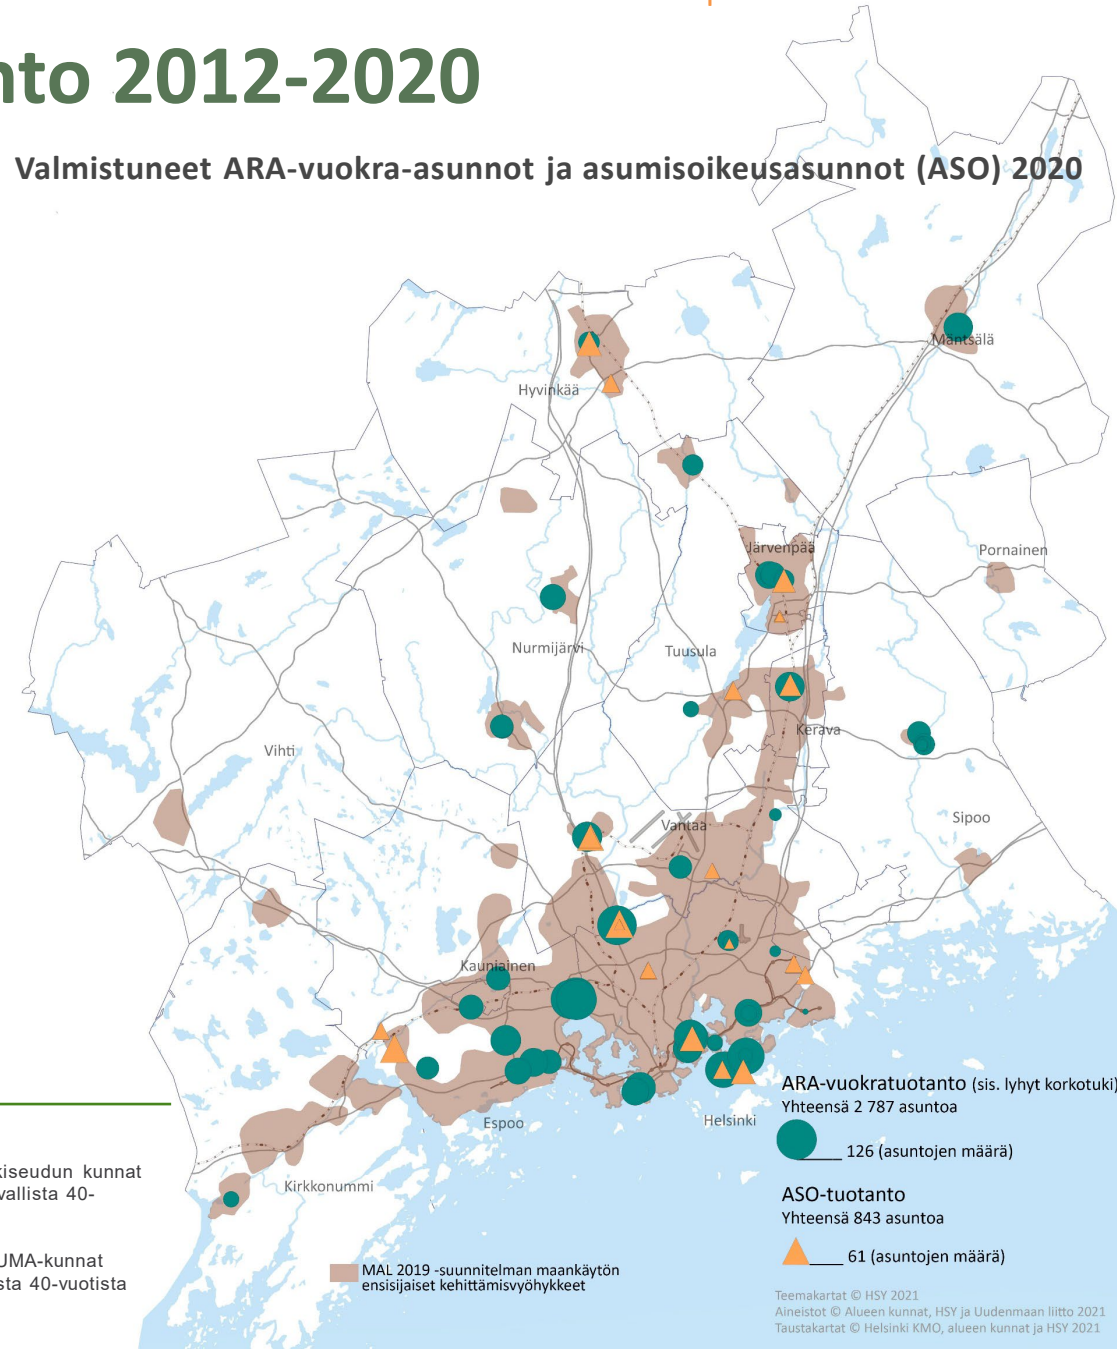 nto 2012-2020
Valmistuneet ARA-vuokra-asunnot ja asumisoikeusasunnot (ASO) 2020
Mäntsälä
Hyvinkää
Järvenpää
Pornainen
Nurmijärvi
Tuusula
Kerava
Vihti
Sipoo
Vantaa
Kauniainen
Espoo
Helsinki
Kirkkonummi
ARA-vuokratuotanto (sis. lyhyt korkotuki)
Yhteensä 2 787 asuntoa
126 (asuntojen määrä)
ASO-tuotanto
Yhteensä 843 asuntoa
61 (asuntojen määrä)
kiseudun kunnat
vallista 40-
UMA-kunnat
sta 40-vuotista
MAL 2019 -suunnitelman maankäytön
ensisijaiset kehittämisvyöhykkeet
Teemakartat © HSY 2021
Aineistot © Alueen kunnat, HSY ja Uudenmaan liitto 2021
Taustakartat © Helsinki KMO, alueen kunnat ja HSY 2021